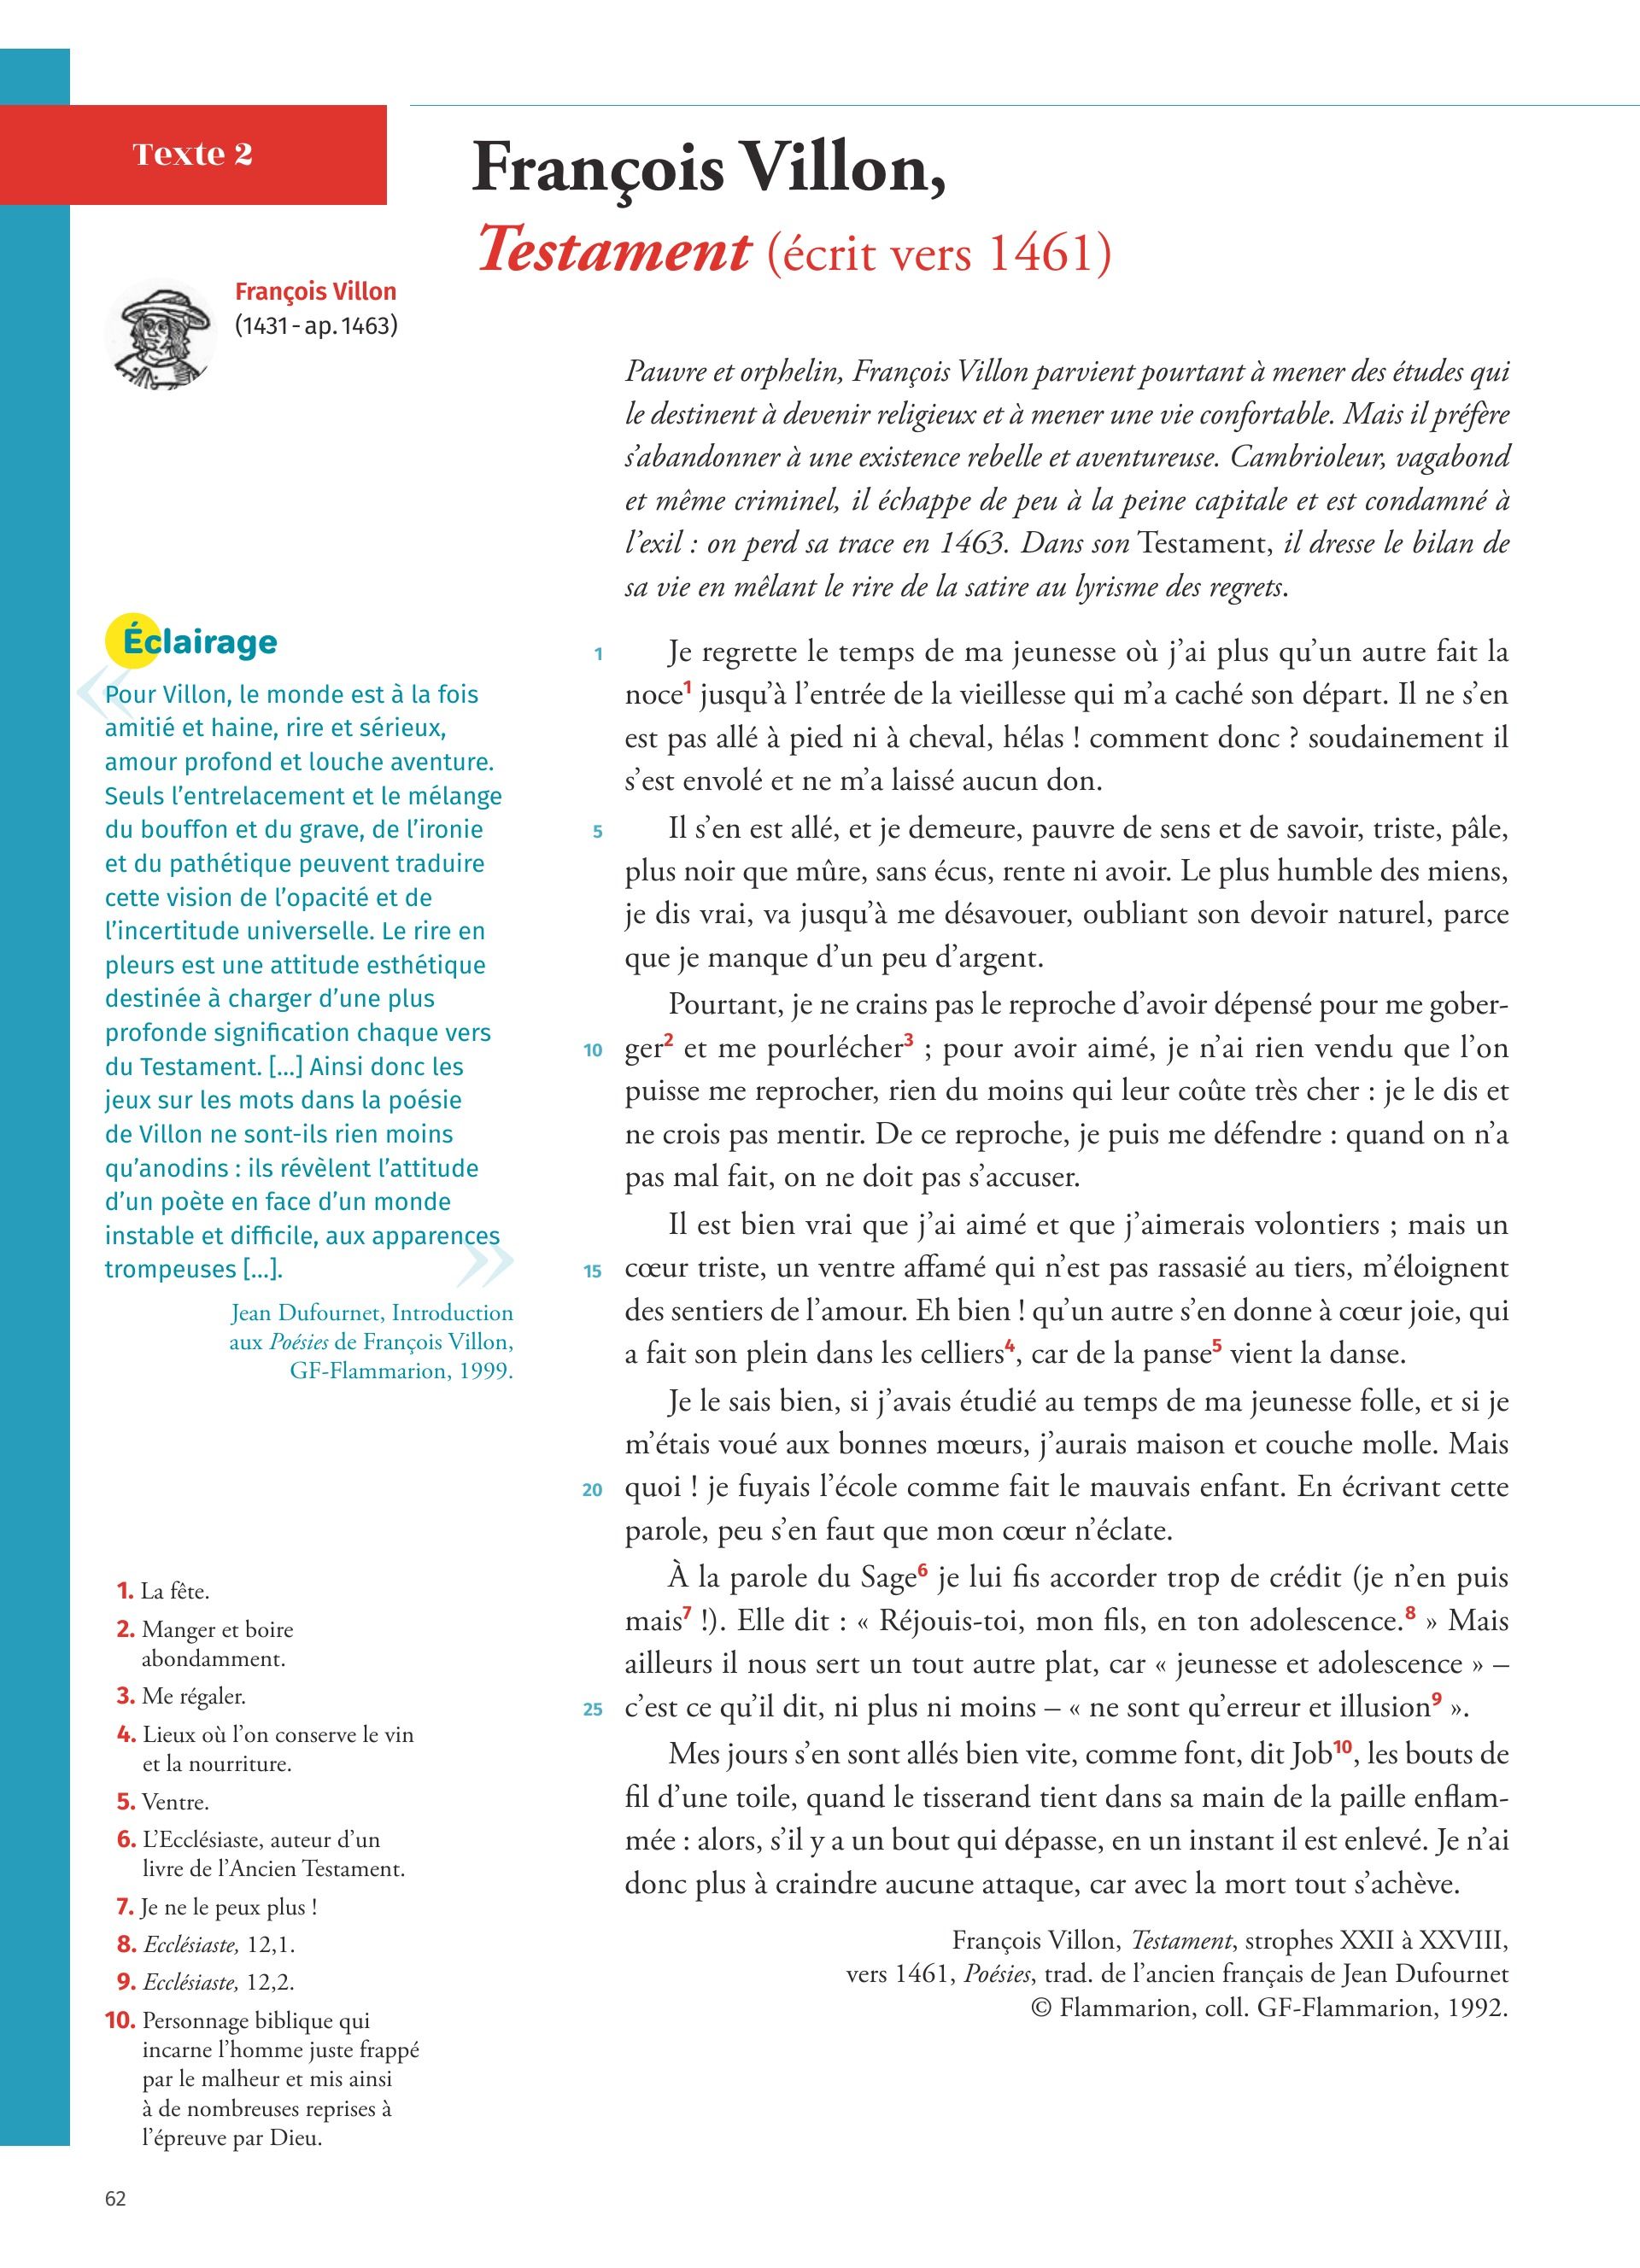 Texte 2
François Villon,
Testament (écrit vers 1461)
François Villon
(1431 - ap. 1463)
Pauvre et orphelin, François Villon parvient pourtant à mener des études qui
le destinent à devenir religieux et à mener une vie confortable. Mais il préfère
s’abandonner à une existence rebelle et aventureuse. Cambrioleur, vagabond
et même criminel, il échappe de peu à la peine capitale et est condamné à
l’exil : on perd sa trace en 1463. Dans son Testament, il dresse le bilan de
sa vie en mêlant le rire de la satire au lyrisme des regrets.
Éclairage
« Pour Villon, le monde est à la fois
amitié et haine, rire et sérieux,
amour profond et louche aventure.
Seuls l’entrelacement et le mélange
du bouffon et du grave, de l’ironie
et du pathétique peuvent traduire
cette vision de l’opacité et de
l’incertitude universelle. Le rire en
pleurs est une attitude esthétique
destinée à charger d’une plus
profonde signification chaque vers
du Testament. [...] Ainsi donc les
jeux sur les mots dans la poésie
de Villon ne sont-ils rien moins
qu’anodins : ils révèlent l’attitude
d’un poète en face d’un monde
instable et difficile, aux apparences
trompeuses [...]. »
Jean Dufournet, Introduction
aux Poésies de François Villon,
GF-Flammarion, 1999.
1 Je regrette le temps de ma jeunesse où j’ai plus qu’un autre fait la
noce1 jusqu’à l’entrée de la vieillesse qui m’a caché son départ. Il ne s’en
est pas allé à pied ni à cheval, hélas ! comment donc ? soudainement il
s’est envolé et ne m’a laissé aucun don.
5 Il s’en est allé, et je demeure, pauvre de sens et de savoir, triste, pâle,
plus noir que mûre, sans écus, rente ni avoir. Le plus humble des miens,
je dis vrai, va jusqu’à me désavouer, oubliant son devoir naturel, parce
que je manque d’un peu d’argent.
Pourtant, je ne crains pas le reproche d’avoir dépensé pour me gober-
10 ger2 et me pourlécher3 ; pour avoir aimé, je n’ai rien vendu que l’on
puisse me reprocher, rien du moins qui leur coûte très cher : je le dis et
ne crois pas mentir. De ce reproche, je puis me défendre : quand on n’a
pas mal fait, on ne doit pas s’accuser.
Il est bien vrai que j’ai aimé et que j’aimerais volontiers ; mais un
15 cœur triste, un ventre affamé qui n’est pas rassasié au tiers, m’éloignent
des sentiers de l’amour. Eh bien ! qu’un autre s’en donne à cœur joie, qui
a fait son plein dans les celliers4, car de la panse5 vient la danse.
Je le sais bien, si j’avais étudié au temps de ma jeunesse folle, et si je
m’étais voué aux bonnes mœurs, j’aurais maison et couche molle. Mais
20 quoi ! je fuyais l’école comme fait le mauvais enfant. En écrivant cette
parole, peu s’en faut que mon cœur n’éclate.
À la parole du Sage6 je lui fis accorder trop de crédit (je n’en puis
mais7 !). Elle dit : « Réjouis-toi, mon fils, en ton adolescence.8 » Mais
ailleurs il nous sert un tout autre plat, car « jeunesse et adolescence » –
25 c’est ce qu’il dit, ni plus ni moins – « ne sont qu’erreur et illusion9 ».
Mes jours s’en sont allés bien vite, comme font, dit Job10, les bouts de
fil d’une toile, quand le tisserand tient dans sa main de la paille enflam-
mée : alors, s’il y a un bout qui dépasse, en un instant il est enlevé. Je n’ai
donc plus à craindre aucune attaque, car avec la mort tout s’achève.
François Villon, Testament, strophes XXII à XXVIII,
vers 1461, Poésies, trad. de l’ancien français de Jean Dufournet
© Flammarion, coll. GF-Flammarion, 1992.
1. La fête.
2. Manger et boire
abondamment.
3. Me régaler.
4. Lieux où l’on conserve le vin
et la nourriture.
5. Ventre.
6. L’Ecclésiaste, auteur d’un
livre de l’Ancien Testament.
7. Je ne le peux plus !
8. Ecclésiaste, 12,1.
9. Ecclésiaste, 12,2.
10. Personnage biblique qui
incarne l’homme juste frappé
par le malheur et mis ainsi
à de nombreuses reprises à
l’épreuve par Dieu.
62